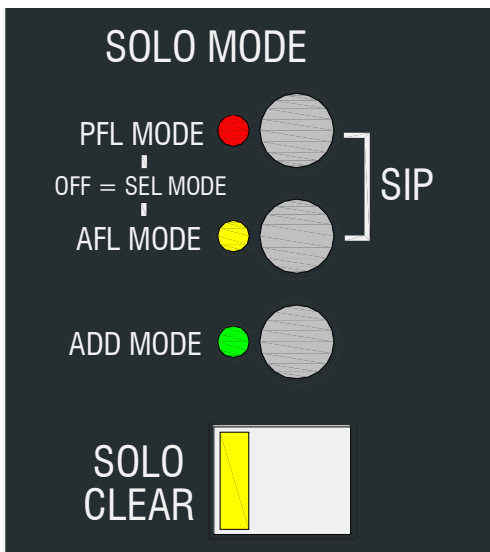 SOLO MODE
PFL MODE
OFF = SEL MODE
SIP
AFL MODE
ADD MODE
SOLO
CLEAR